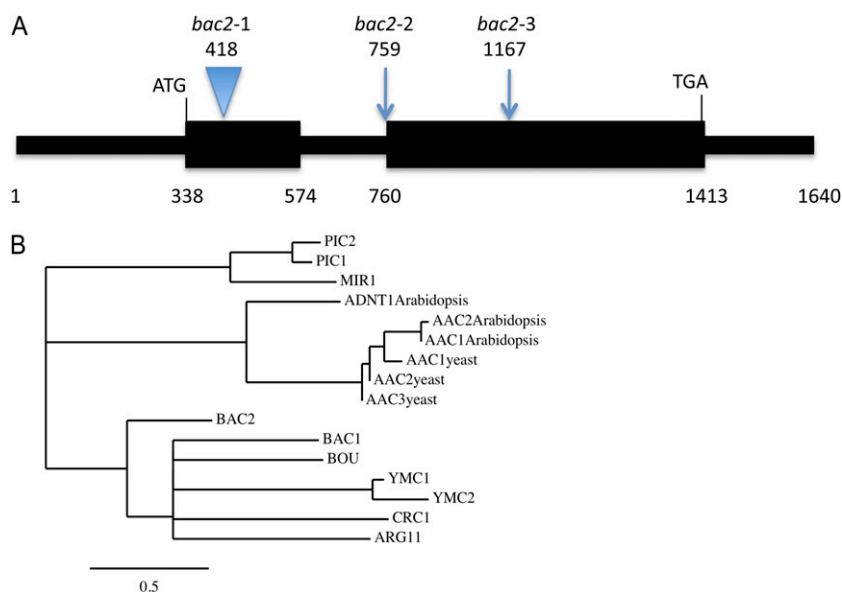 A
bac2-1 bac2-2 bac2-3
418 759 1167
ATG TGA
1 338 574 760 1413 1640
B
PIC2
PIC1
MIR1
ADNT1Arabidopsis
AAC2Arabidopsis
AAC1Arabidopsis
AAC1yeast
AAC2yeast
AAC3yeast
BAC2
BAC1
BOU
YMC1
YMC2
CRC1
ARG11
0.5